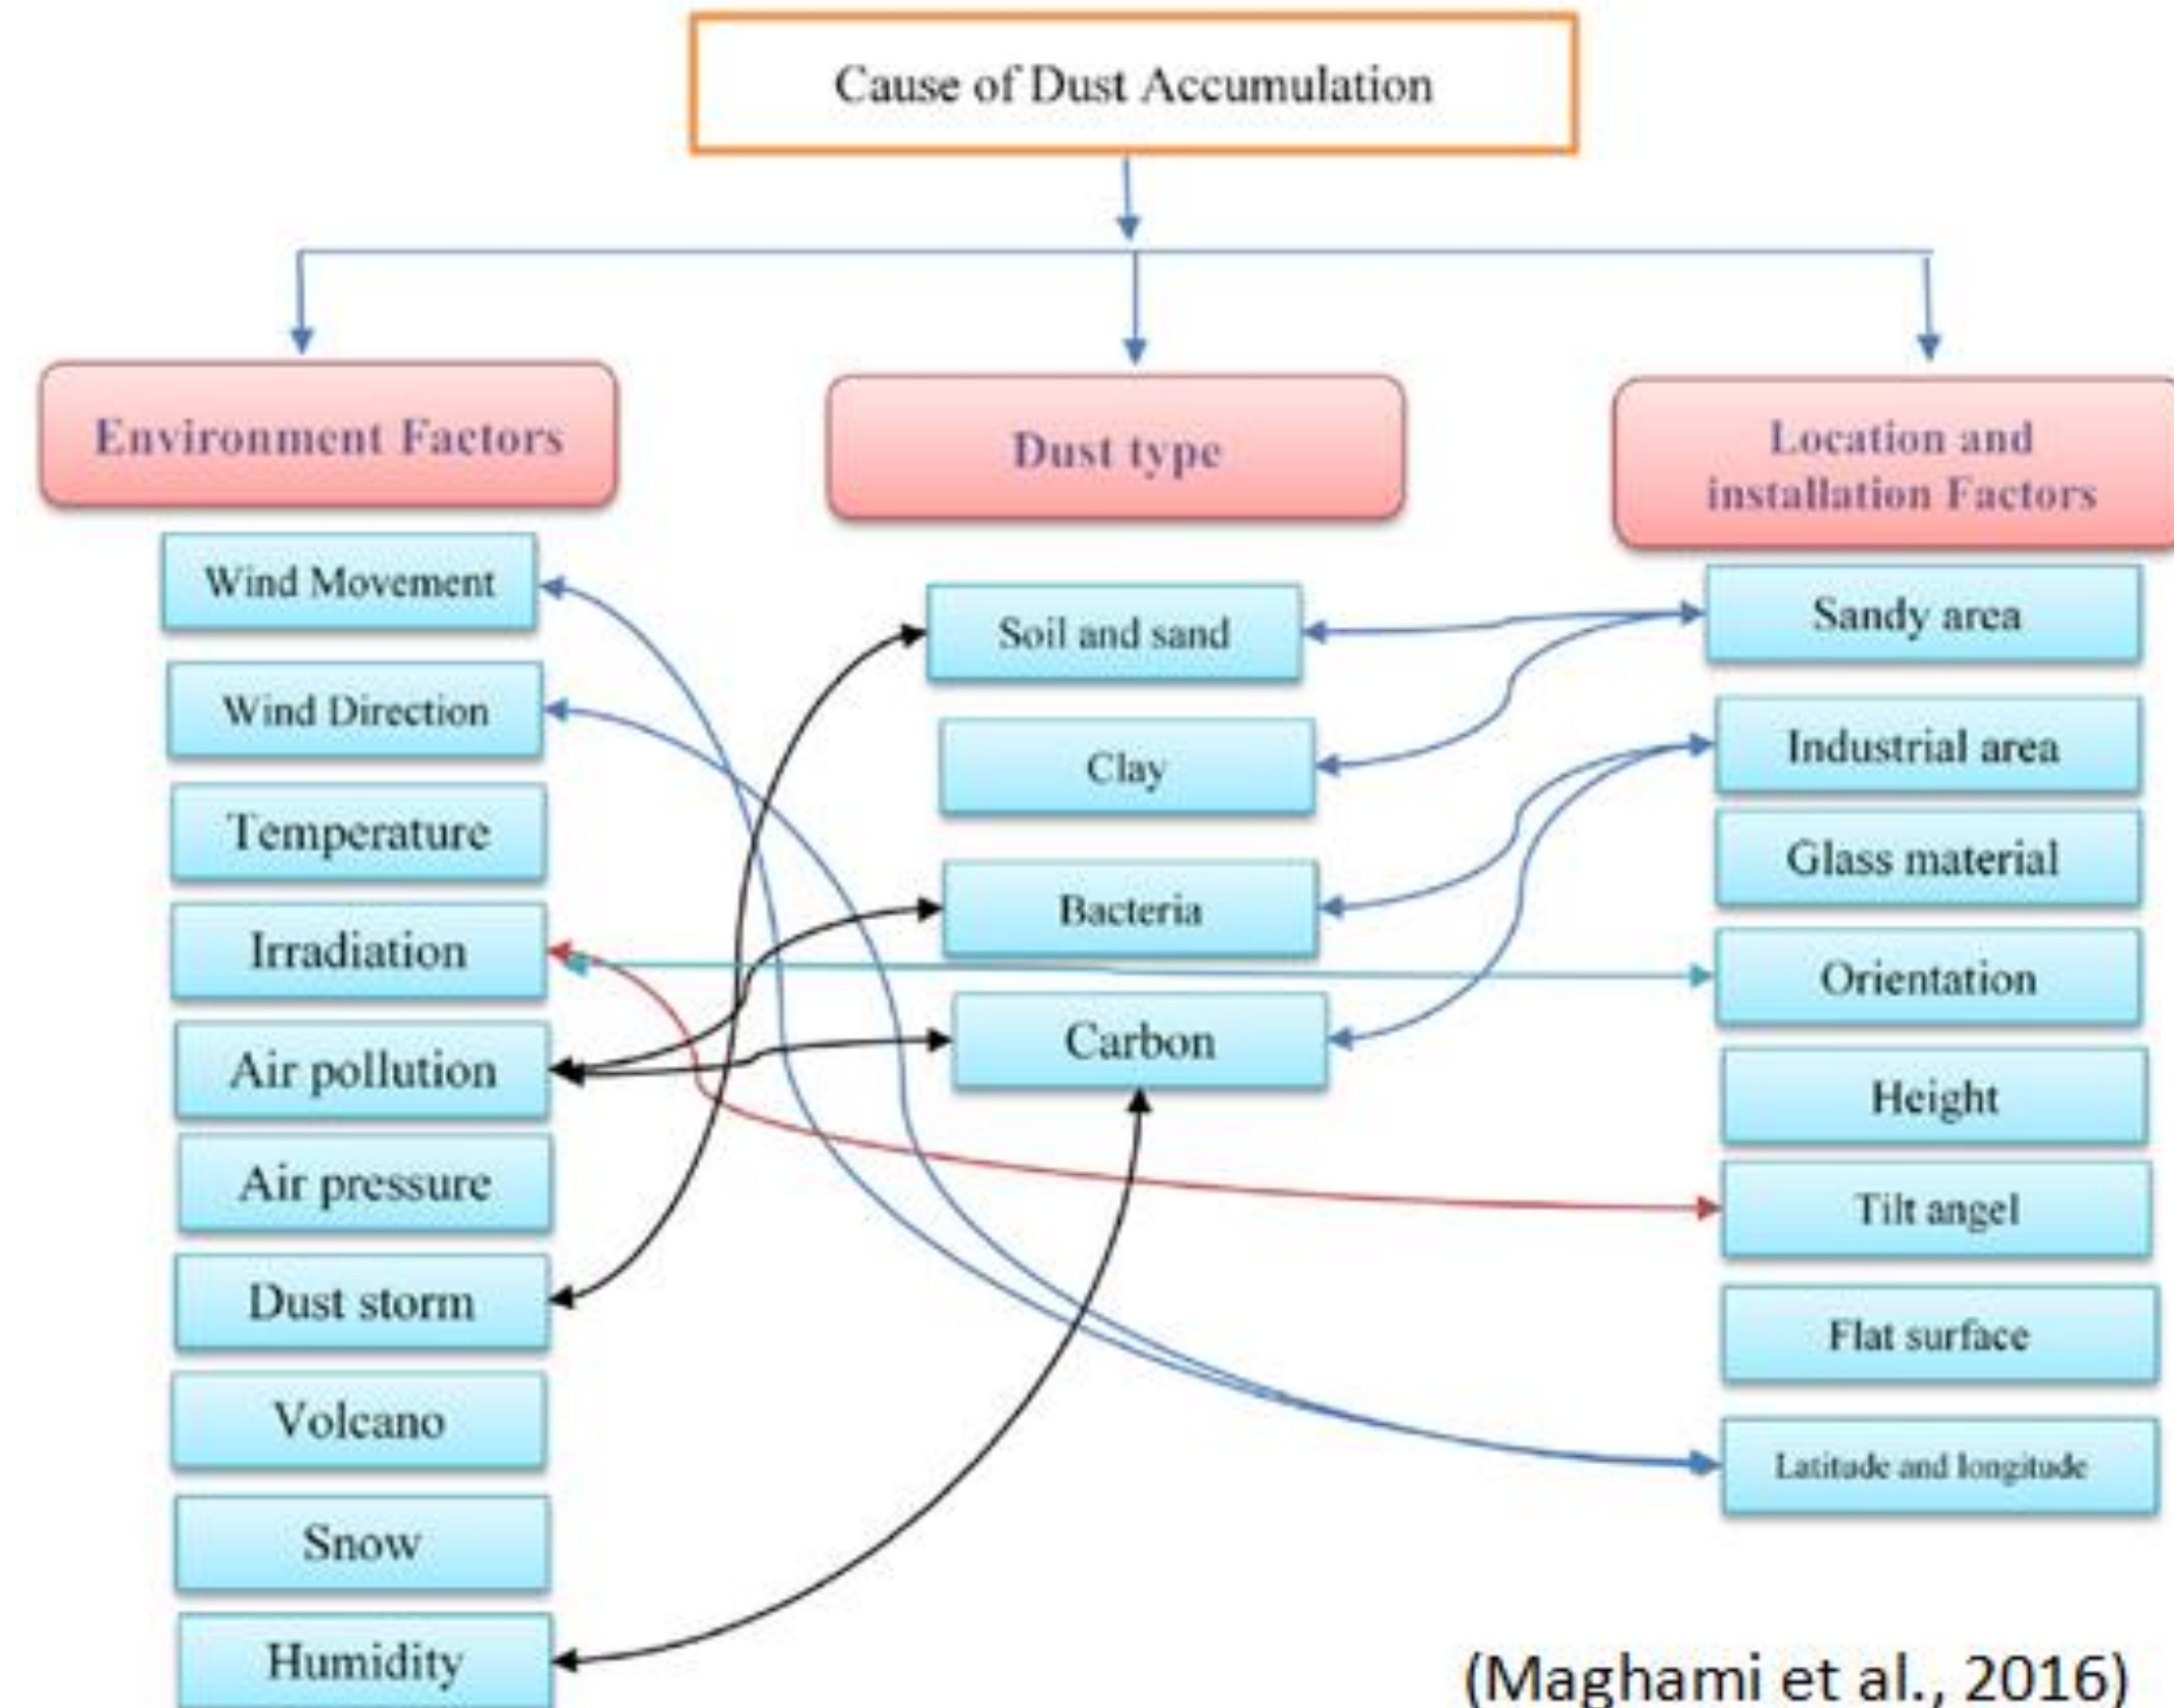 Cause of Dust Accumulation
Environment Factors
Dust type
Location and
installation Factors
Wind Movement
Wind Direction
Temperature
Irradiation
Air pollution
Air pressure
Dust storm
Volcano
Snow
Humidity
Soil and sand
Clay
Bacteria
Carbon
Sandy area
Industrial area
Glass material
Orientation
Height
Tilt angel
Flat surface
Latitude and longitude
(Maghami et al., 2016)